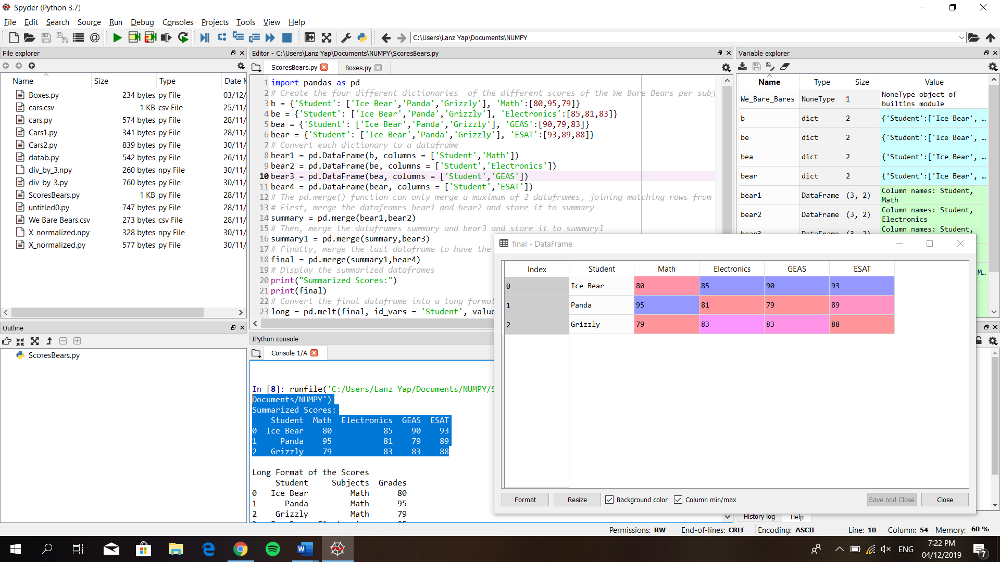 Spyder (Python 3.7)
File Edit Search Source Run Debug Consoles Projects Tools View Help
C:\Users\Lanz Yap\Documents\NUMPY
File explorer
Name Size Type Date M
Boxes.py 234 bytes py File 03/12/
cars.csv 1 KB csv File 25/11/
cars.py 574 bytes py File 28/11/
Cars1.py 341 bytes py File 28/11/
Cars2.py 839 bytes py File 30/11/
datab.py 542 bytes py File 26/11/
div_by_3.npy 260 bytes npy File 30/11/
div_by_3.py 760 bytes py File 30/11/
ScoresBears.py 1 KB py File 28/11/
untitled0.py 747 bytes py File 28/11/
We Bare Bears.csv 273 bytes csv File 28/11/
X_normalized.npy 328 bytes npy File 30/11/
X_normalized.py 577 bytes py File 30/11/
Outline
ScoresBears.py
Editor - C:\Users\Lanz Yap\Documents\NUMPY\ScoresBears.py
ScoresBears.py Boxes.py
1 import pandas as pd
2 # Create the four different dictionaries  of the different scores of the We Bare Bears per subj
3 b = {'Student': ['Ice Bear','Panda','Grizzly'], 'Math':[80,95,79]}
4 be = {'Student': ['Ice Bear','Panda','Grizzly'], 'Electronics':[85,81,83]}
5 bea = {'Student': ['Ice Bear','Panda','Grizzly'], 'GEAS':[90,79,83]}
6 bear = {'Student': ['Ice Bear','Panda','Grizzly'], 'ESAT':[93,89,88]}
7 # Convert each dictionary to a dataframe
8 bear1 = pd.DataFrame(b, columns = ['Student','Math'])
9 bear2 = pd.DataFrame(be, columns = ['Student','Electronics'])
10 bear3 = pd.DataFrame(bea, columns = ['Student','GEAS'])
11 bear4 = pd.DataFrame(bear, columns = ['Student','ESAT'])
12 # The pd.merge() function can only merge a maximum of 2 dataframes, joining matching rows from
13 # First, merge the dataframes bear1 and bear2 and store it to summary
14 summary = pd.merge(bear1,bear2)
15 # Then, merge the dataframes summary and bear3 and store it to summary1
16 summary1 = pd.merge(summary,bear3)
17 # Finally, merge the last dataframe to have the
18 final = pd.merge(summary1,bear4)
19 # Display the summarized dataframes
20 print("Summarized Scores:")
21 print(final)
22 # Convert the final dataframe into a long format
23 long = pd.melt(final, id_vars = 'Student', value
IPython console
Console 1/A
In [8]: runfile('C:/Users/Lanz Yap/Documents/NUMPY/S
Documents/NUMPY')
Summarized Scores:
Student Math Electronics GEAS ESAT
0 Ice Bear 80 85 90 93
1 Panda 95 81 79 89
2 Grizzly 79 83 83 88
Long Format of the Scores
Student Subjects Grades
0 Ice Bear Math 80
1 Panda Math 95
2 Grizzly Math 79
Variable explorer
Name Type Size Value
We_Bare_Bares NoneType 1 NoneType object of
builtins module
b dict 2 {'Student':['Ice Bear', ...
be dict 2 {'Student':['Ice Bear', ...
bea dict 2 {'Student':['Ice Bear', ...
bear dict 2 {'Student':['Ice Bear', ...
bear1 DataFrame (3, 2) Column names: Student,
Math
bear2 DataFrame (3, 2) Column names: Student,
Electronics
Column names: Student,
M...
final - DataFrame
Index Student Math Electronics GEAS ESAT
0 Ice Bear 80 85 90 93
1 Panda 95 81 79 89
2 Grizzly 79 83 83 88
Format Resize Background color Column min/max Save and Close Close
History log Help
Permissions: RW End-of-lines: CRLF Encoding: ASCII Line: 10 Column: 54 Memory: 60 %
ENG
7:22 PM
04/12/2019
7